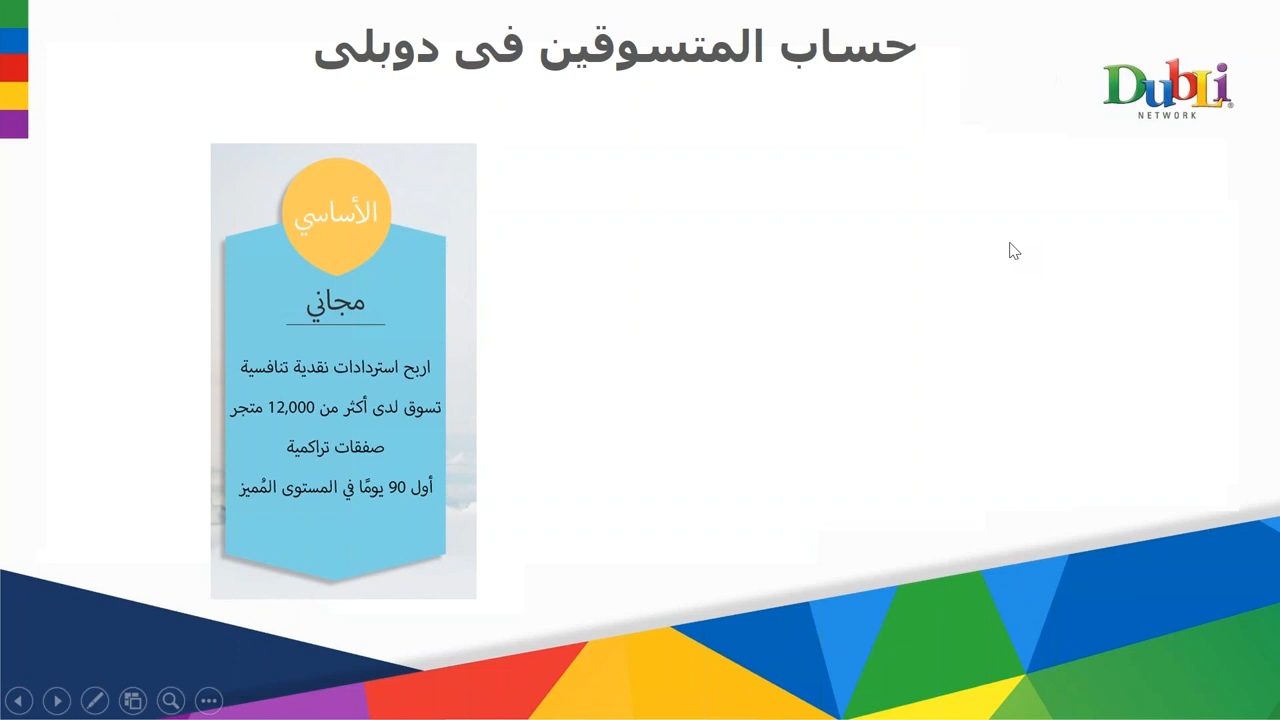 حساب المتسوقين فى دوبلى
DubLi
NETWORK
الأساسي
مجاني
اربح استردادات نقدية تنافسية
تسوق لدى أكثر من 12,000 متجر
صفقات تراكمية
أول 90 يومًا في المستوى المُميز